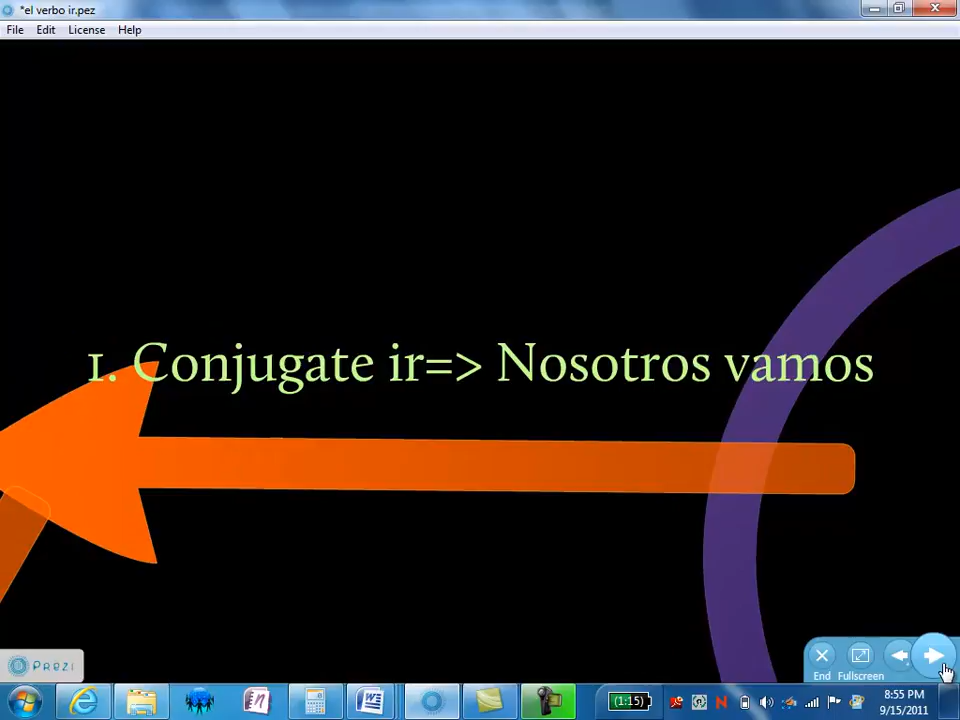 *el verbo ir.pez
File Edit License Help
1. Conjugate ir=> Nosotros vamos
Prezi
End Fullscreen
(1:15)
8:55 PM
9/15/2011